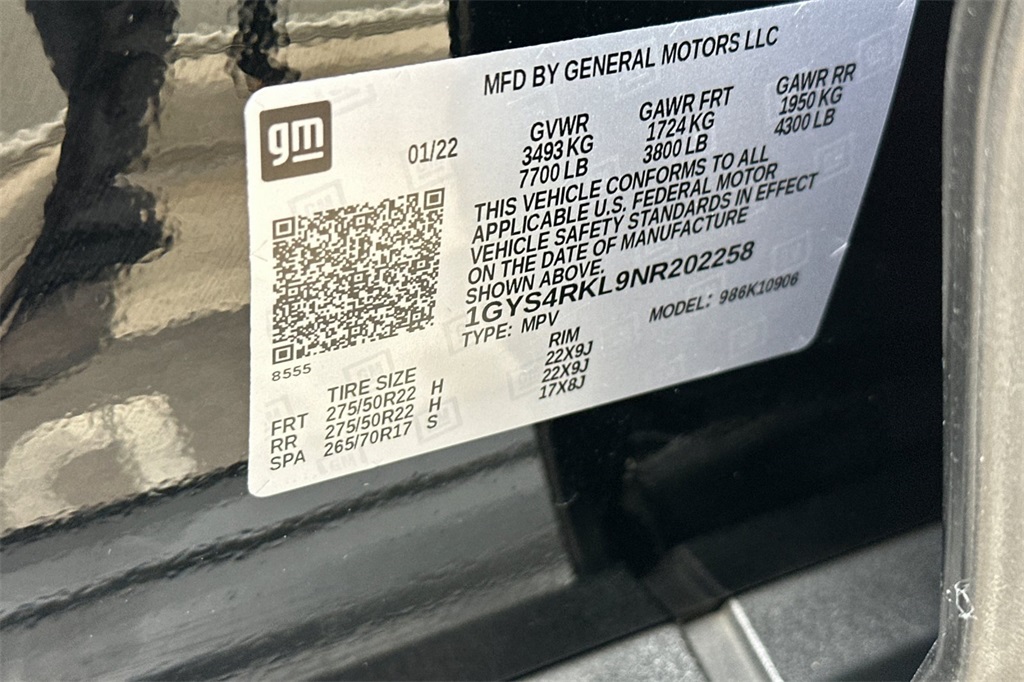 MFD BY GENERAL MOTORS LLC
gm
01/22
GVWR GAWR FRT GAWR RR
3493 KG 1724 KG 1950 KG
7700 LB 3800 LB 4300 LB
THIS VEHICLE CONFORMS TO ALL
APPLICABLE U.S. FEDERAL MOTOR
VEHICLE SAFETY STANDARDS IN EFFECT
ON THE DATE OF MANUFACTURE
SHOWN ABOVE.
1GYS4RKL9NR202258
TYPE: MPV MODEL: 986K10906
8555
TIRE SIZE RIM
FRT 275/50R22 H 22X9J
RR 275/50R22 H 22X9J
SPA 265/70R17 S 17X8J